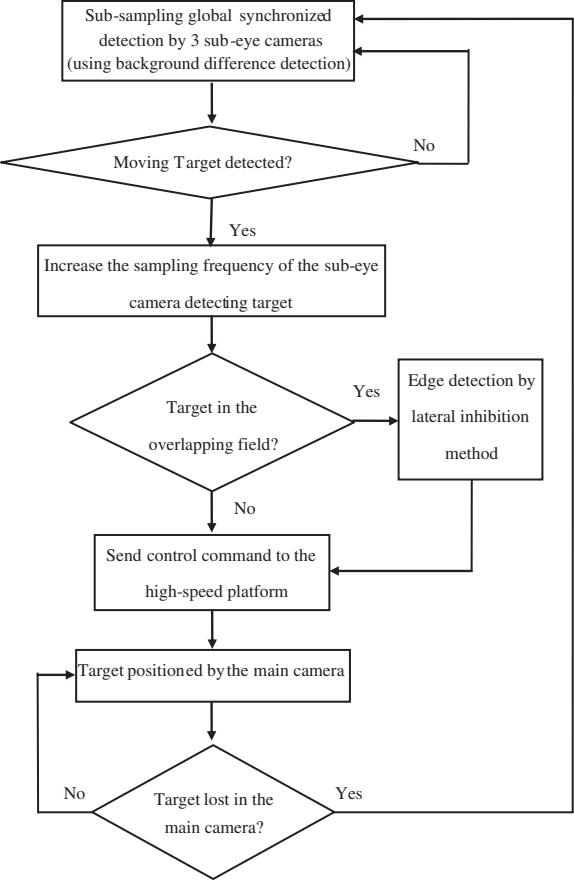 Sub-sampling global synchronized
detection by 3 sub-eye cameras
(using background difference detection)
No
Moving Target detected?
Yes
Increase the sampling frequency of the sub-eye
camera detecting target
Yes
Edge detection by
lateral inhibition
method
Target in the
overlapping field?
No
Send control command to the
high-speed platform
Target positioned by the main camera
No
Yes
Target lost in the
main camera?